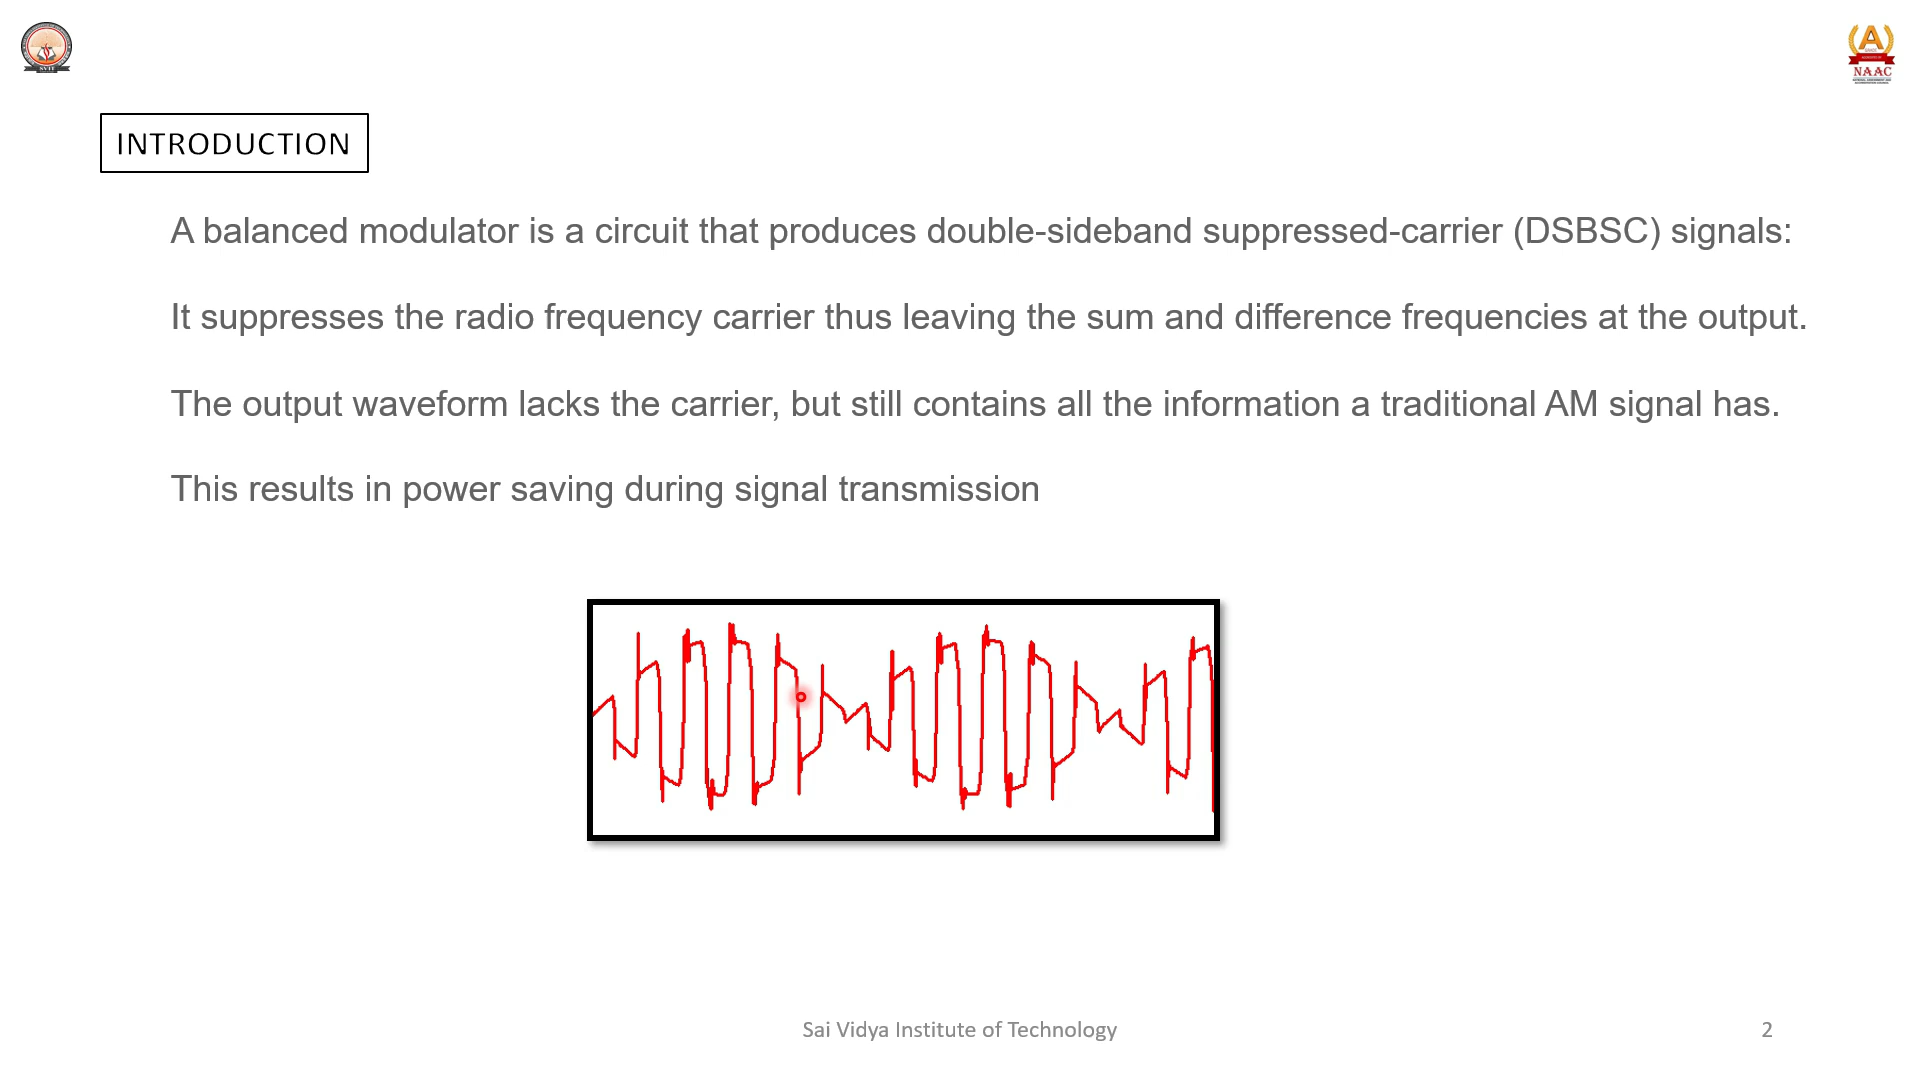 SVIT
A
NAAC
INTRODUCTION
A balanced modulator is a circuit that produces double-sideband suppressed-carrier (DSBSC) signals:
It suppresses the radio frequency carrier thus leaving the sum and difference frequencies at the output.
The output waveform lacks the carrier, but still contains all the information a traditional AM signal has.
This results in power saving during signal transmission
Sai Vidya Institute of Technology
2